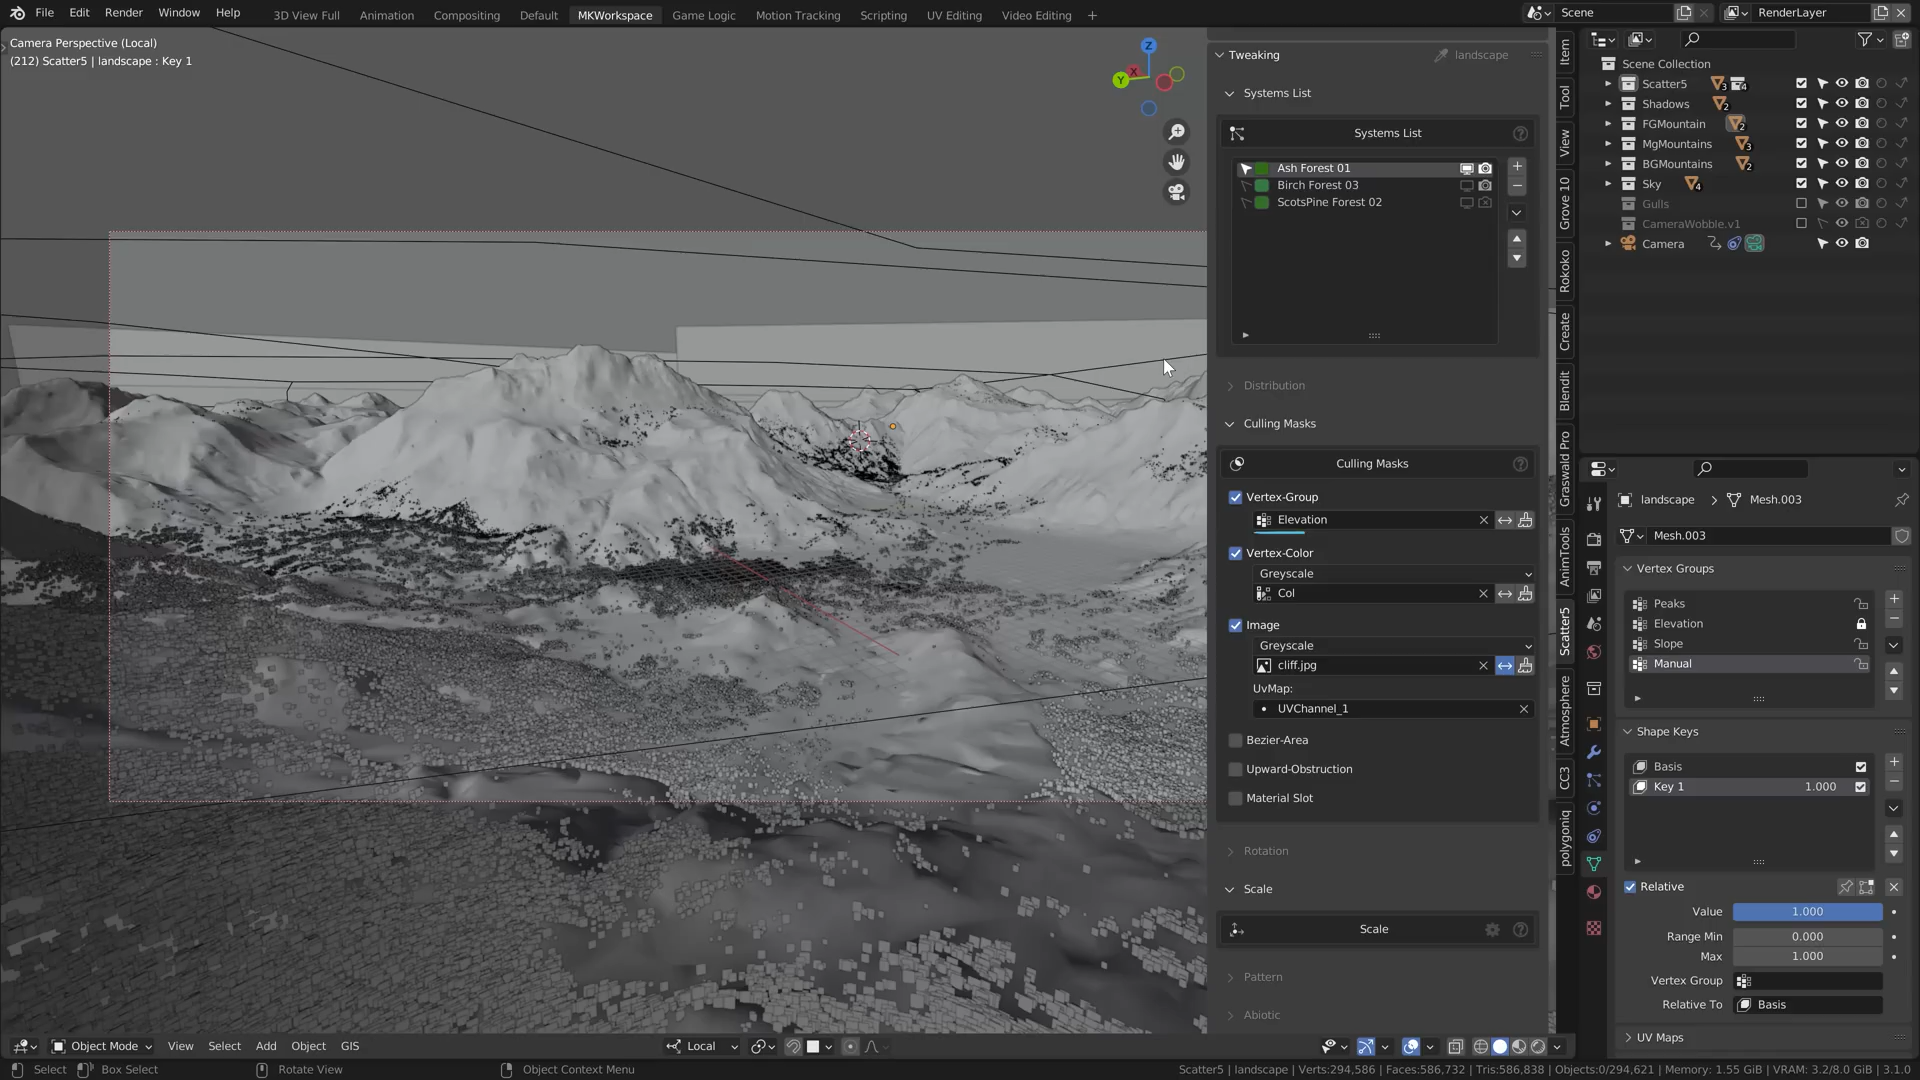 File Edit Render Window Help
3D View Full Animation Compositing Default MKWorkspace Game Logic Motion Tracking Scripting UV Editing Video Editing +
Scene
RenderLayer
Camera Perspective (Local)
(212) Scatter5 | landscape : Key 1
Z
Y
X
Tweaking
landscape
Systems List
Systems List
Ash Forest 01
Birch Forest 03
ScotsPine Forest 02
Distribution
Culling Masks
Culling Masks
Vertex-Group
Elevation
Vertex-Color
Greyscale
Col
Image
Greyscale
cliff.jpg
UvMap:
UVChannel_1
Bezier-Area
Upward-Obstruction
Material Slot
Rotation
Scale
Scale
Pattern
Abiotic
Item
Tool
View
Grove 10
Rokoko
Create
Blendit
Graswald Pro
AnimTools
Scatter5
Atmosphere
CC3
polygoniq
Scene Collection
Scatter5 3 4
Shadows 2
FGMountain 2
MgMountains 3
BGMountains 2
Sky 4
Gulls
CameraWobble.v1
Camera
landscape > Mesh.003
Mesh.003
Vertex Groups
Peaks
Elevation
Slope
Manual
Shape Keys
Basis
Key 1 1.000
Relative
Value 1.000
Range Min 0.000
Max 1.000
Vertex Group
Relative To Basis
UV Maps
Object Mode View Select Add Object GIS
Local
Select Box Select Rotate View Object Context Menu
Scatter5 | landscape | Verts:294,586 | Faces:586,732 | Tris:586,838 | Objects:0/294,621 | Memory: 1.55 GiB | VRAM: 3.2/8.0 GiB | 3.1.0